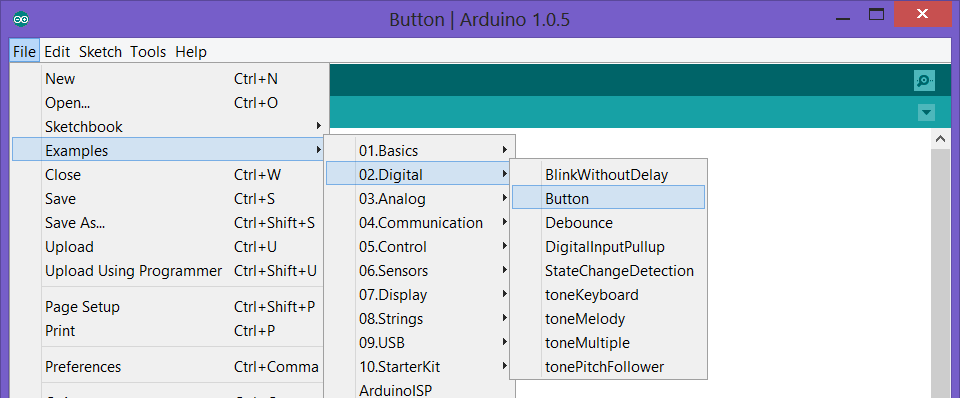 Button | Arduino 1.0.5
File Edit Sketch Tools Help
New Ctrl+N
Open... Ctrl+O
Sketchbook
Examples
Close Ctrl+W
Save Ctrl+S
Save As... Ctrl+Shift+S
Upload Ctrl+U
Upload Using Programmer Ctrl+Shift+U
Page Setup Ctrl+Shift+P
Print Ctrl+P
Preferences Ctrl+Comma
01.Basics
02.Digital
03.Analog
04.Communication
05.Control
06.Sensors
07.Display
08.Strings
09.USB
10.StarterKit
ArduinoISP
BlinkWithoutDelay
Button
Debounce
DigitalInputPullup
StateChangeDetection
toneKeyboard
toneMelody
toneMultiple
tonePitchFollower